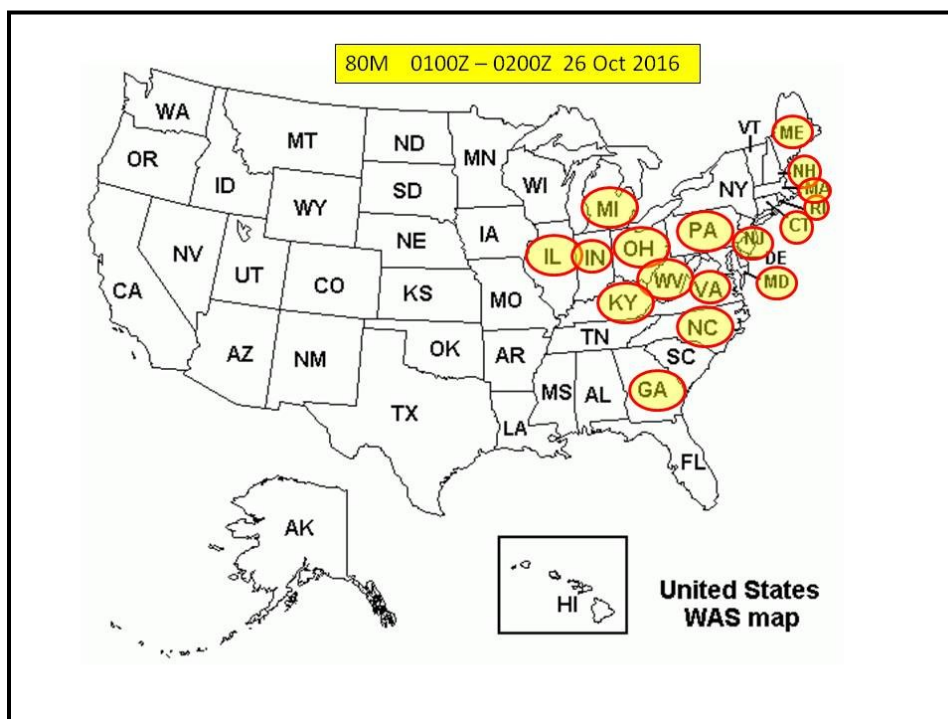 80M 0100Z – 0200Z 26 Oct 2016
WA
MT
ND
MN
VT
ME
OR
ID
SD
WI
NY
NH
MA
RI
WY
MI
CT
NV
NE
IA
IL
IN
OH
PA
NJ
DE
MD
CA
UT
CO
KS
MO
KY
WV
VA
AZ
NM
OK
AR
TN
NC
SC
TX
LA
MS
AL
GA
FL
AK
HI
United States
WAS map